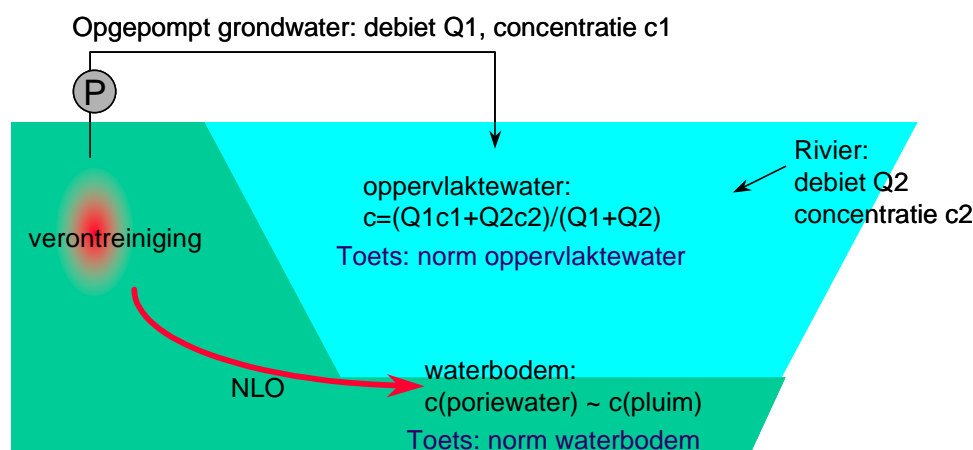 Opgepompt grondwater: debiet Q1, concentratie c1
P
Rivier:
debiet Q2
concentratie c2
oppervlaktewater:
c=(Q1c1+Q2c2)/(Q1+Q2)
Toets: norm oppervlaktewater
verontreiniging
NLO
waterbodem:
c(poriewater) ~ c(pluim)
Toets: norm waterbodem